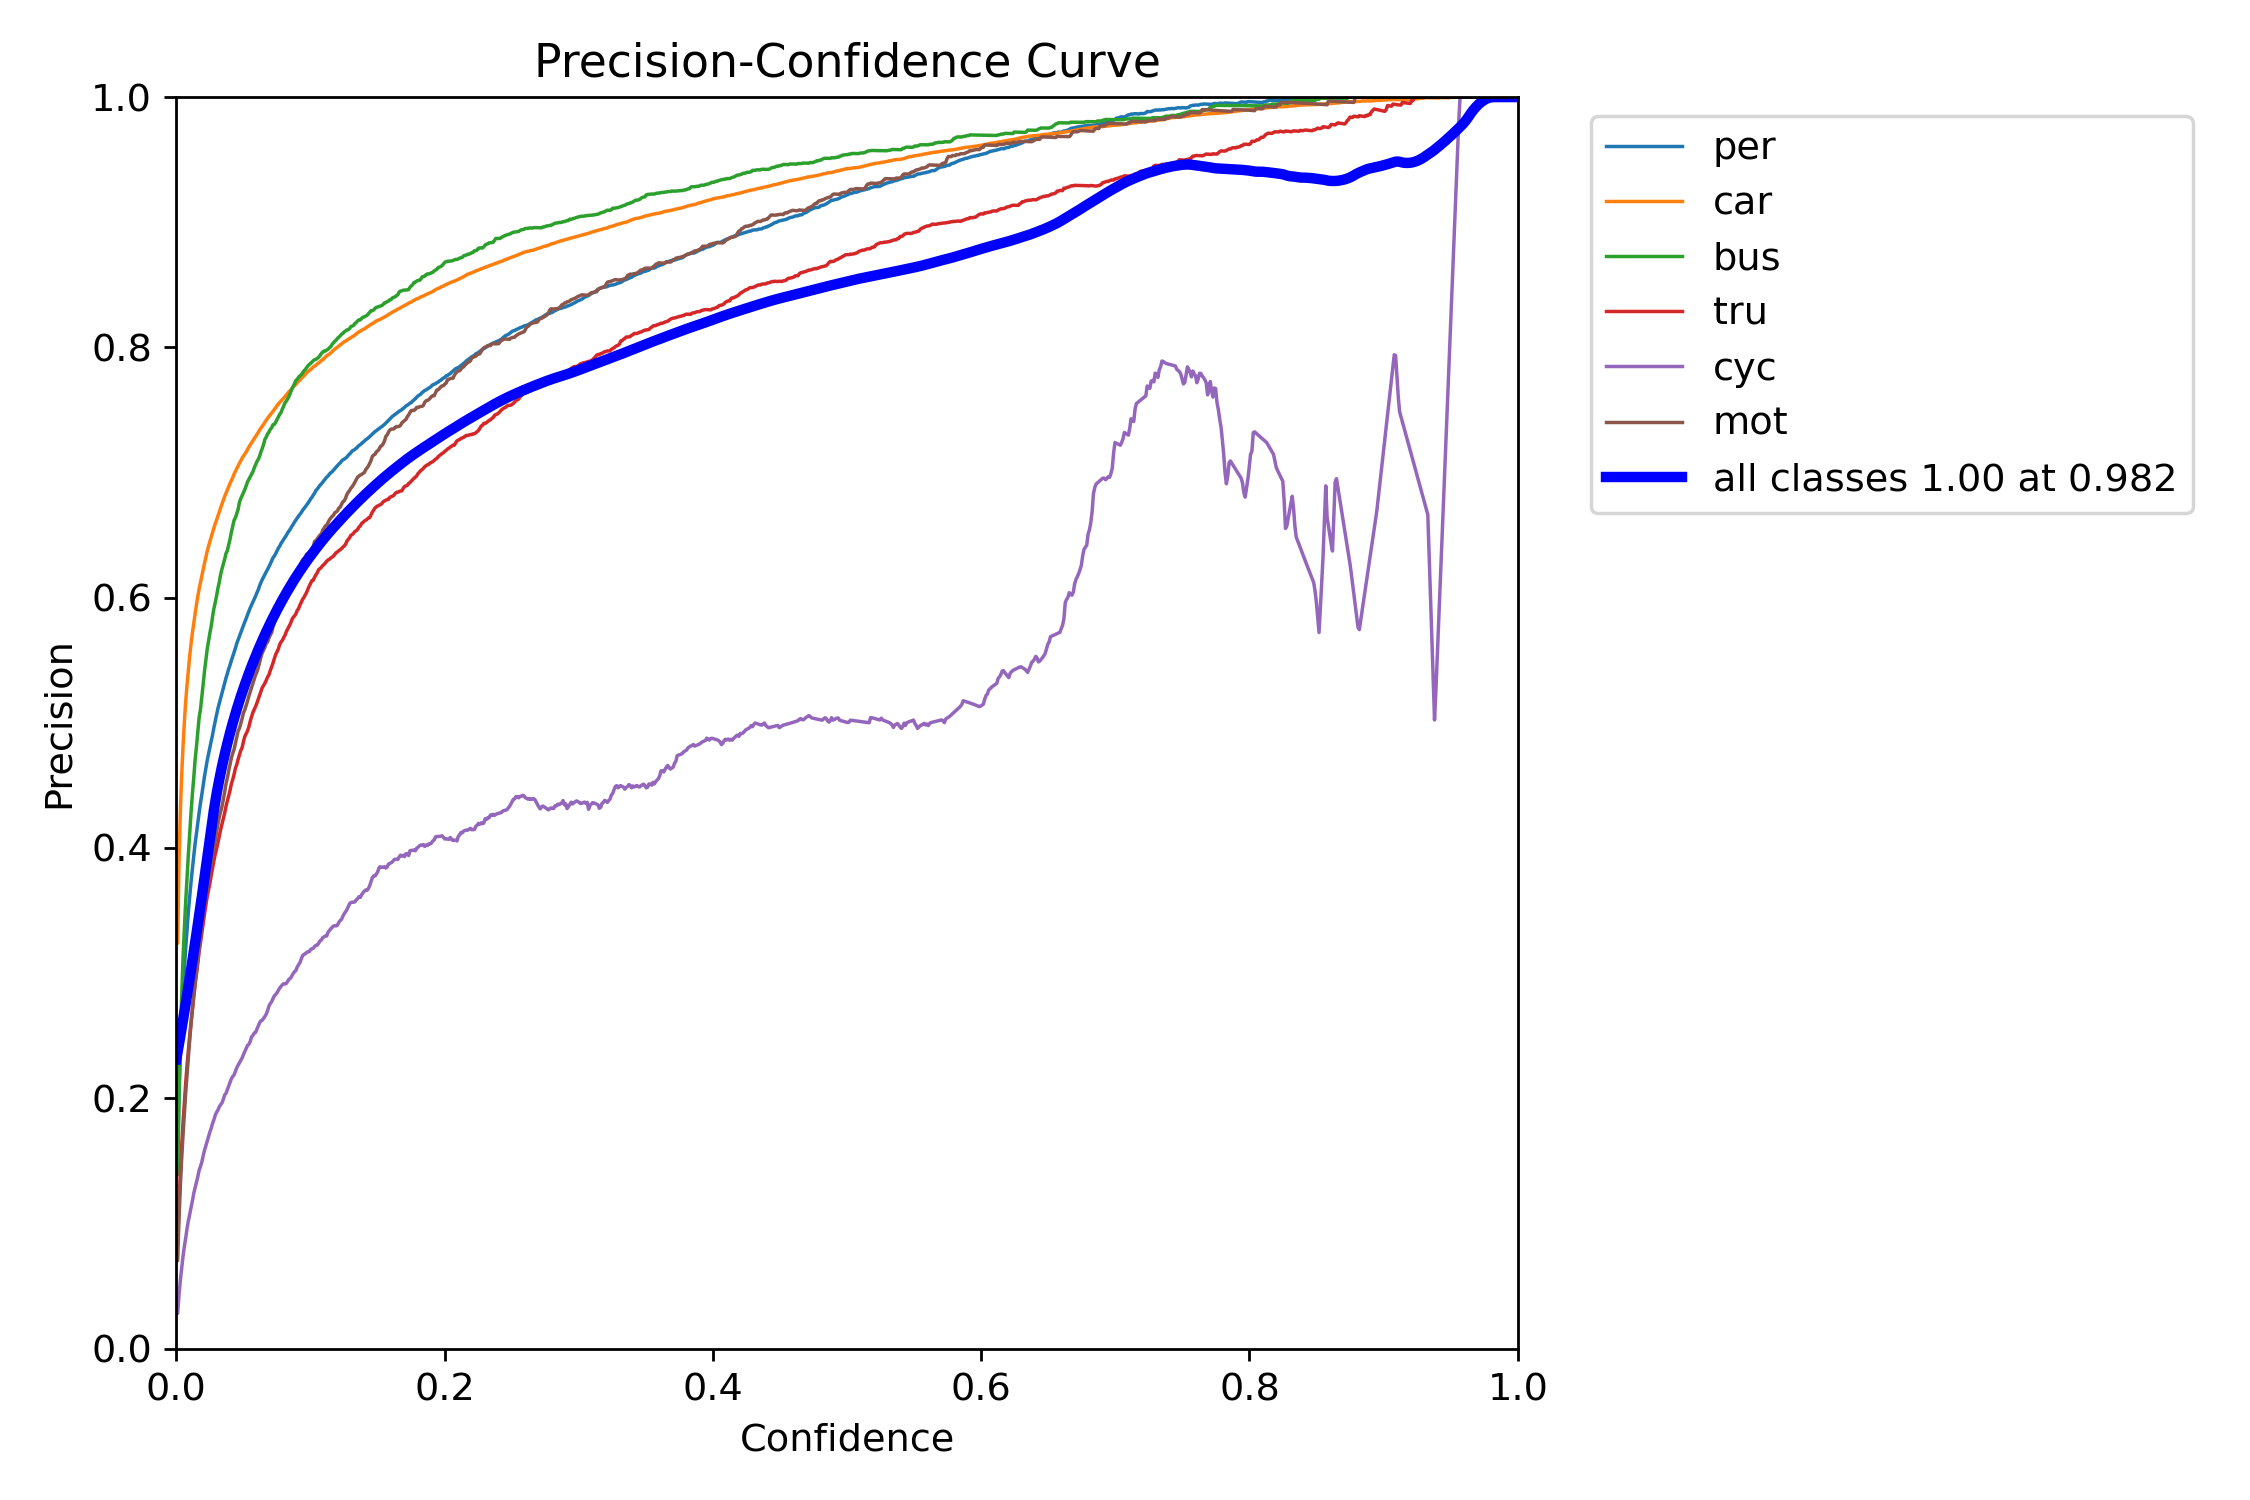 Precision-Confidence Curve
1.0
0.8
0.6
0.4
0.2
0.0
Precision
0.0 0.2 0.4 0.6 0.8 1.0
Confidence
per
car
bus
tru
cyc
mot
all classes 1.00 at 0.982